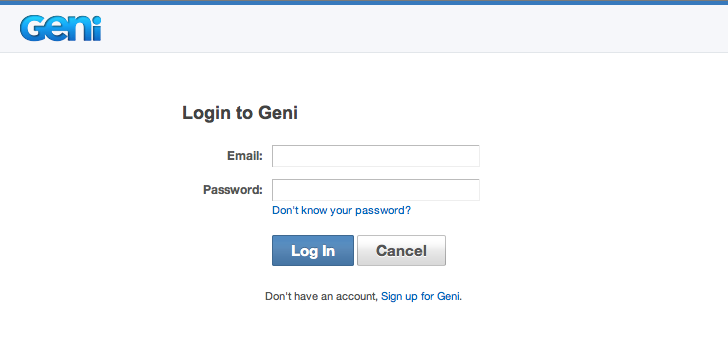 Geni
Login to Geni
Email:
Password:
Don't know your password?
Log In Cancel
Don't have an account, Sign up for Geni.